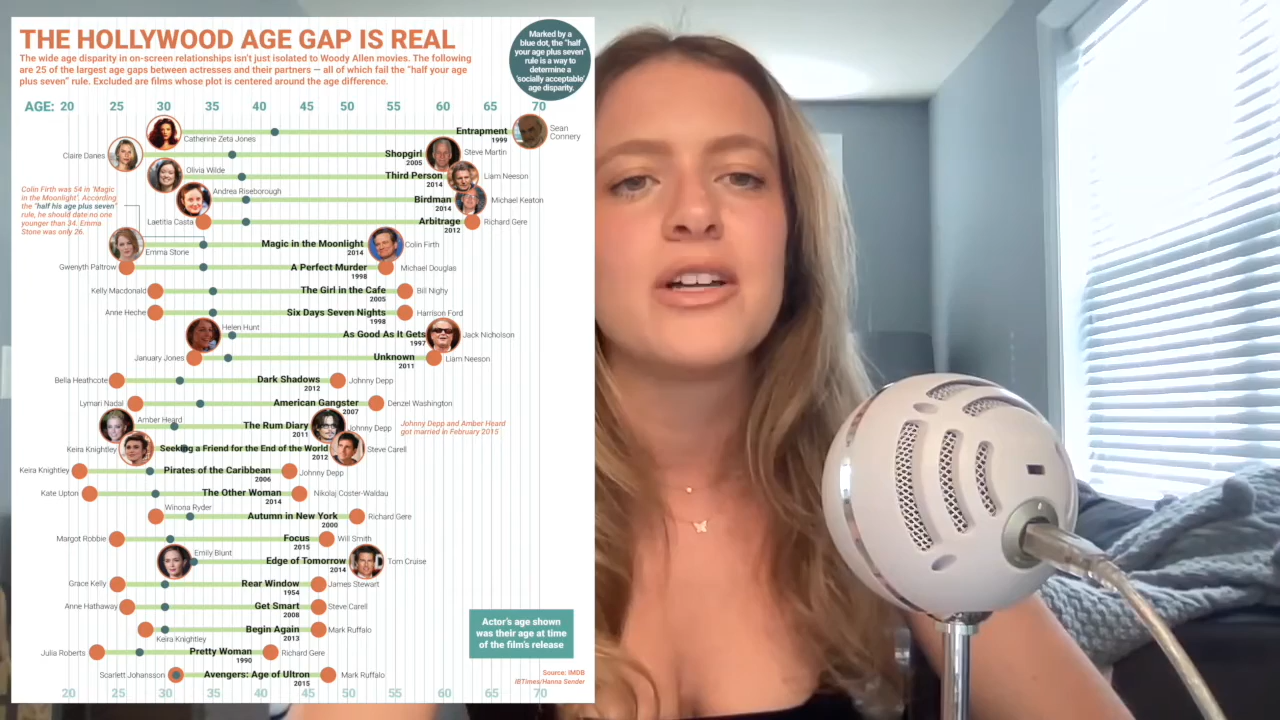 THE HOLLYWOOD AGE GAP IS REAL
The wide age disparity in on-screen relationships isn't just isolated to Woody Allen movies. The following
are 25 of the largest age gaps between actresses and their partners — all of which fail the "half your age
plus seven" rule. Excluded are films whose plot is centered around the age difference.
Marked by a
blue dot, the "half
your age plus seven"
rule is a way to
determine a
'socially acceptable'
age disparity.
AGE: 20 25 30 35 40 45 50 55 60 65 70
Catherine Zeta Jones Entrapment Sean
1999 Connery
Claire Danes Shopgirl Steve Martin
2005
Olivia Wilde Third Person Liam Neeson
2014
Andrea Riseborough Birdman Michael Keaton
2014
Laetitia Casta Arbitrage Richard Gere
2012
Colin Firth was 54 in 'Magic
in the Moonlight'. According
the "half his age plus seven"
rule, he should date no one
younger than 34. Emma
Stone was only 26.
Emma Stone Magic in the Moonlight Colin Firth
2014
Gwenyth Paltrow A Perfect Murder Michael Douglas
1998
Kelly Macdonald The Girl in the Cafe Bill Nighy
2005
Anne Heche Six Days Seven Nights Harrison Ford
1998
Helen Hunt As Good As It Gets Jack Nicholson
1997
January Jones Unknown Liam Neeson
2011
Bella Heathcote Dark Shadows Johnny Depp
2012
Lymari Nadal American Gangster Denzel Washington
2007
Amber Heard The Rum Diary Johnny Depp
2011
Johnny Depp and Amber Heard
got married in February 2015
Keira Knightley Seeking a Friend for the End of the World Steve Carell
2012
Keira Knightley Pirates of the Caribbean Johnny Depp
2006
Kate Upton The Other Woman Nikolaj Coster-Waldau
2014
Winona Ryder Autumn in New York Richard Gere
2000
Margot Robbie Focus Will Smith
2015
Emily Blunt Edge of Tomorrow Tom Cruise
2014
Grace Kelly Rear Window James Stewart
1954
Anne Hathaway Get Smart Steve Carell
2008
Keira Knightley Begin Again Mark Ruffalo
2013
Julia Roberts Pretty Woman Richard Gere
1990
Scarlett Johansson Avengers: Age of Ultron Mark Ruffalo
2015
Actor's age shown
was their age at time
of the film's release
Source: IMDB
IBTimes/Hanna Sender
20 25 30 35 40 45 50 55 60 65 70